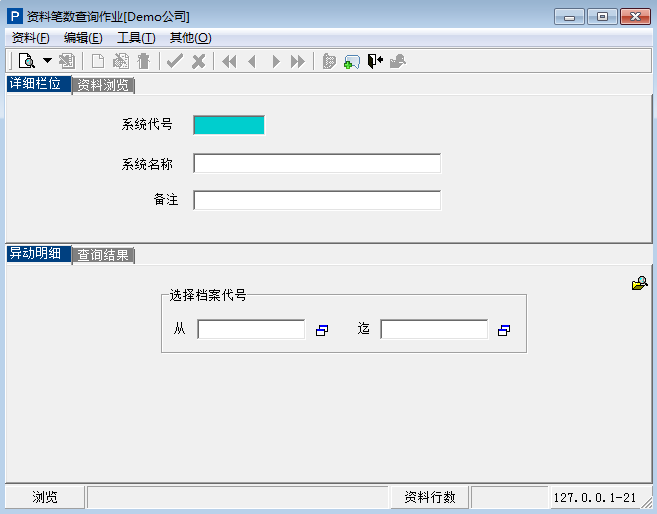 P 资料笔数查询作业[Demo公司]
资料(F) 编辑(E) 工具(T) 其他(O)
详细栏位 资料浏览
系统代号
系统名称
备注
异动明细 查询结果
选择档案代号
从 迄
浏览 资料行数 127.0.0.1-21